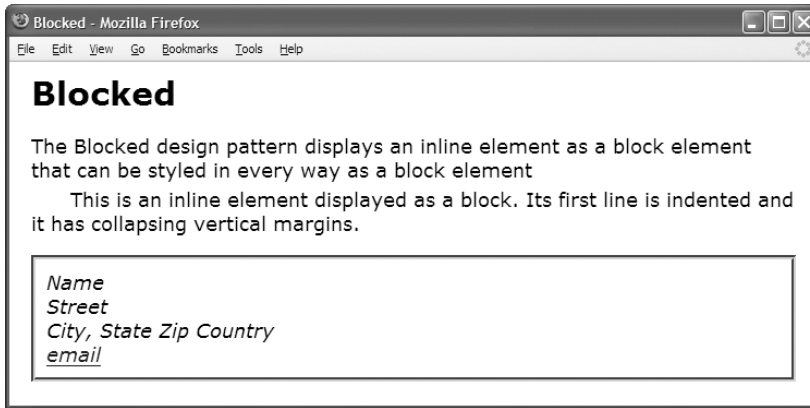 Blocked - Mozilla Firefox
File Edit View Go Bookmarks Tools Help
Blocked
The Blocked design pattern displays an inline element as a block element
that can be styled in every way as a block element
This is an inline element displayed as a block. Its first line is indented and
it has collapsing vertical margins.
Name
Street
City, State Zip Country
email